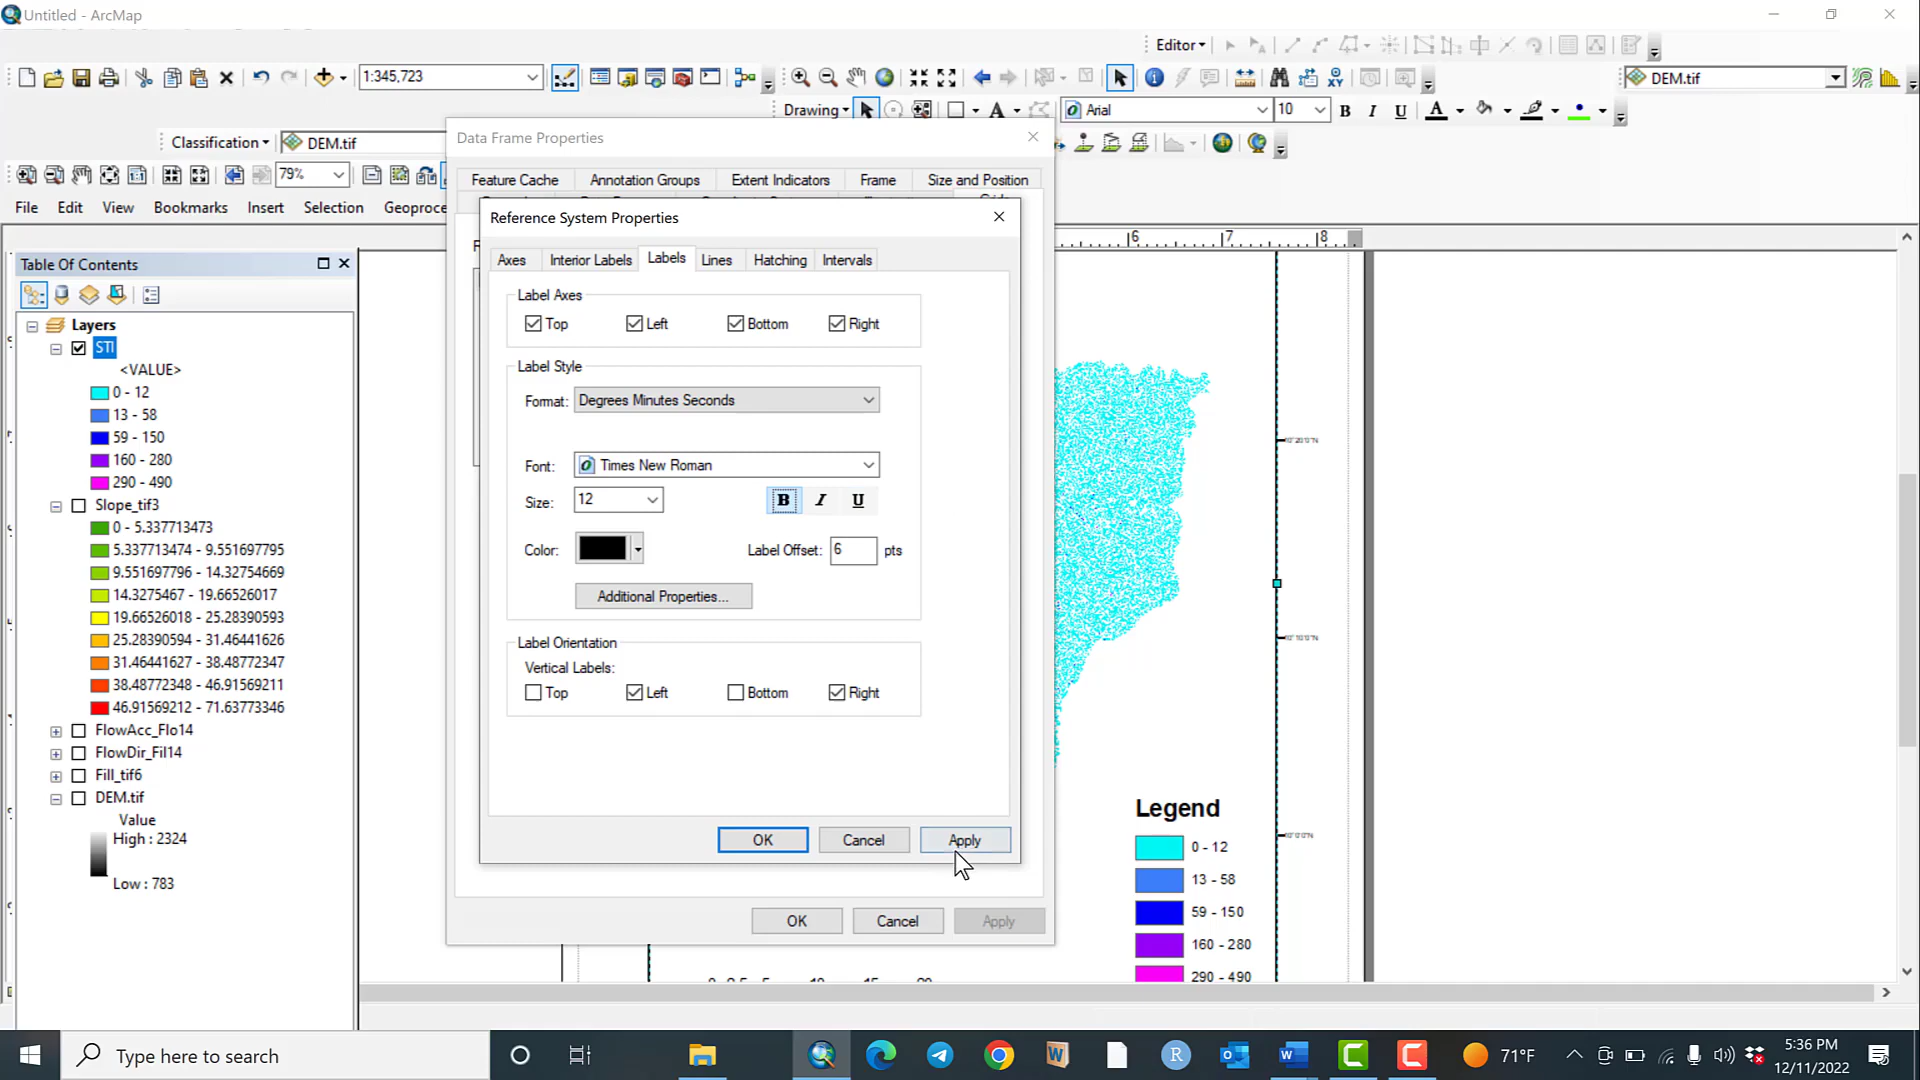 Untitled - ArcMap
Editor
1:345,723
DEM.tif
Drawing
A
Arial
10
B I U A
Classification
DEM.tif
79%
File Edit View Bookmarks Insert Selection Geoproce
Data Frame Properties
Feature Cache Annotation Groups Extent Indicators Frame Size and Position
Reference System Properties
Axes Interior Labels Labels Lines Hatching Intervals
Label Axes
Top Left Bottom Right
Label Style
Format: Degrees Minutes Seconds
Font: Times New Roman
Size: 12 B I U
Color: Label Offset: 6 pts
Additional Properties...
Label Orientation
Vertical Labels:
Top Left Bottom Right
OK Cancel Apply
OK Cancel Apply
Table Of Contents
Layers
STI
<VALUE>
0 - 12
13 - 58
59 - 150
160 - 280
290 - 490
Slope_tif3
0 - 5.337713473
5.337713474 - 9.551697795
9.551697796 - 14.32754669
14.3275467 - 19.66526017
19.66526018 - 25.28390593
25.28390594 - 31.46441626
31.46441627 - 38.48772347
38.48772348 - 46.91569211
46.91569212 - 71.63773346
FlowAcc_Flo14
FlowDir_Fil14
Fill_tif6
DEM.tif
Value
High : 2324
Low : 783
6 7 8
10°20'0"N
10°10'0"N
10°0'0"N
Legend
0 - 12
13 - 58
59 - 150
160 - 280
290 - 490
Type here to search
71°F
5:36 PM
12/11/2022